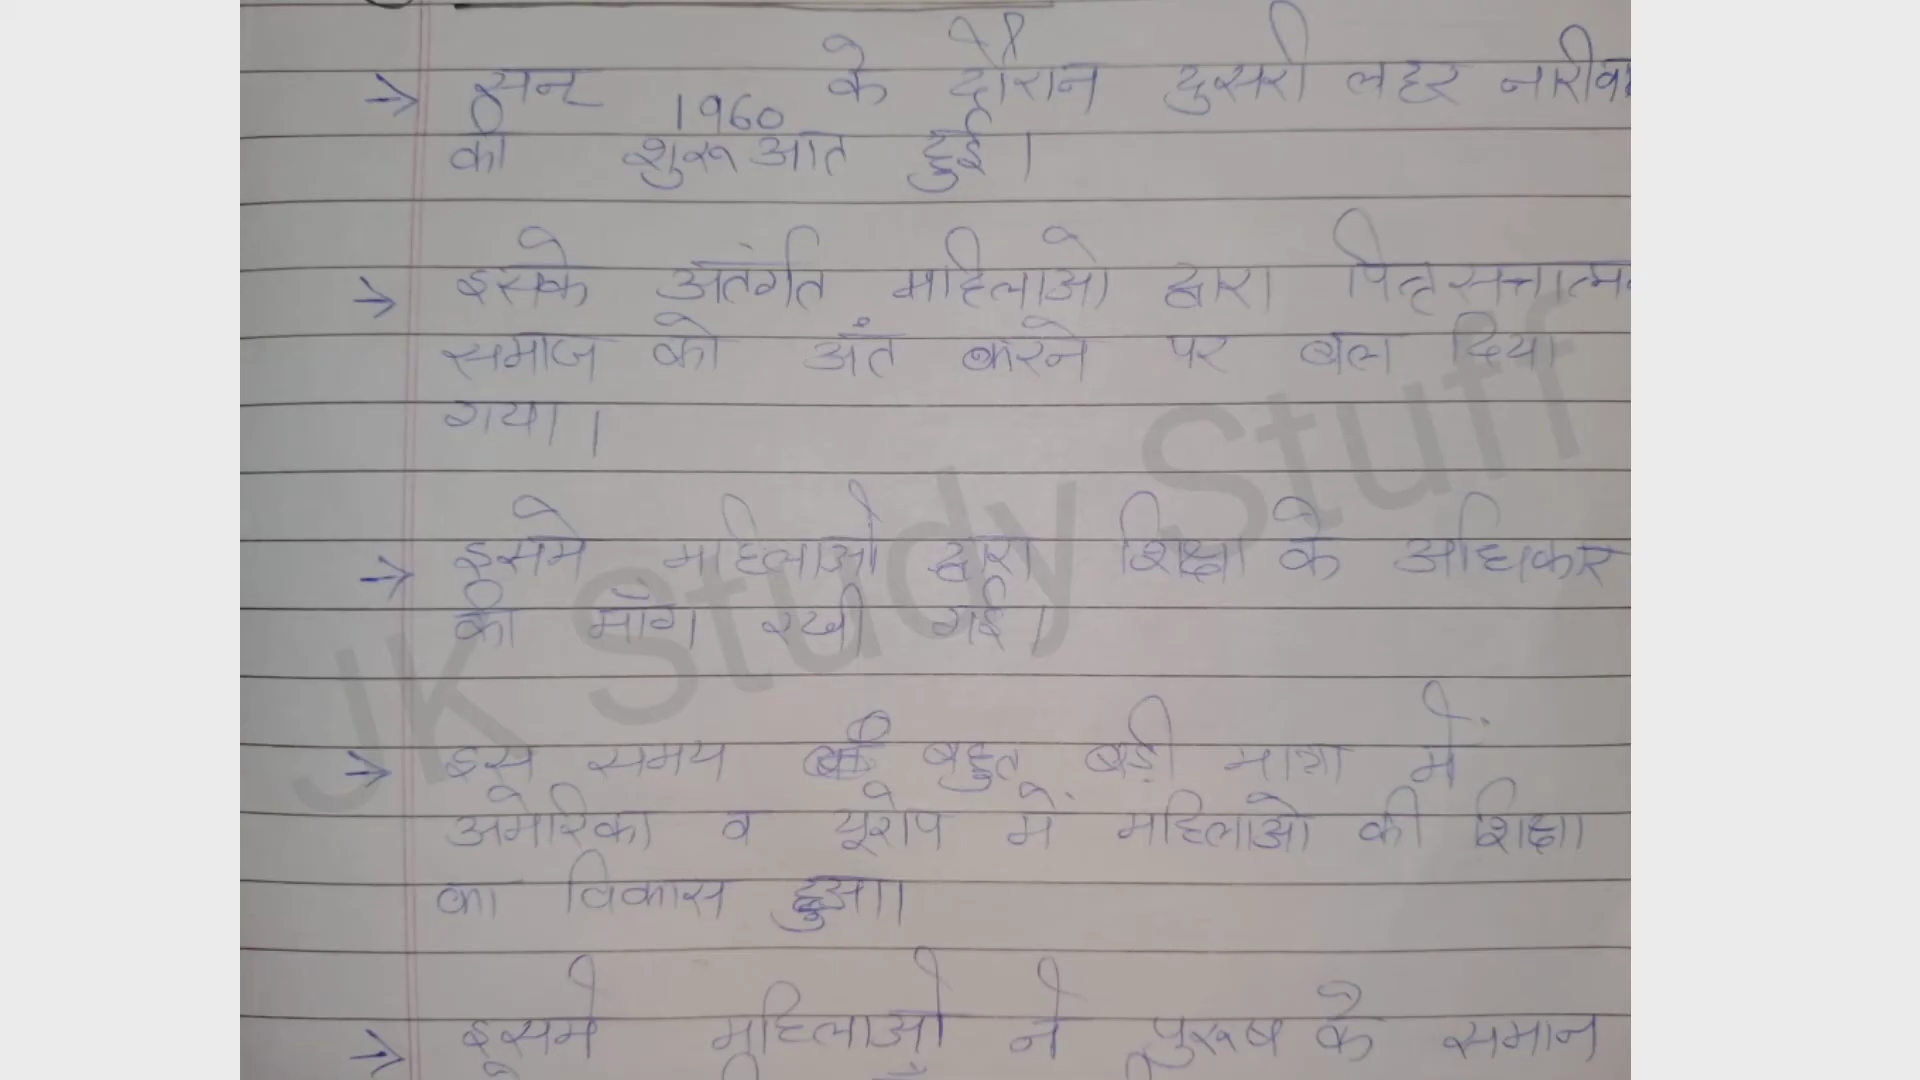 → सन् 1960 के दौरान दुसरी लहर नारीवा
की शुरूआत हुई।
→ इसके अंतर्गत महिलाओ द्वारा पितृसत्तात्म
समाज को अंत करने पर बल दिया
गया।
→ इसमे महिलाओ द्वारा शिक्षा के अधिकार
की माँग रखी गई।
→ इस समय बहुत बड़ी मात्रा में
अमेरिका व यूरोप में महिलाओ की शिक्षा
का विकास हुआ।
→ इसमे महिलाओ ने पुरूष के समान
JK Study Stuff